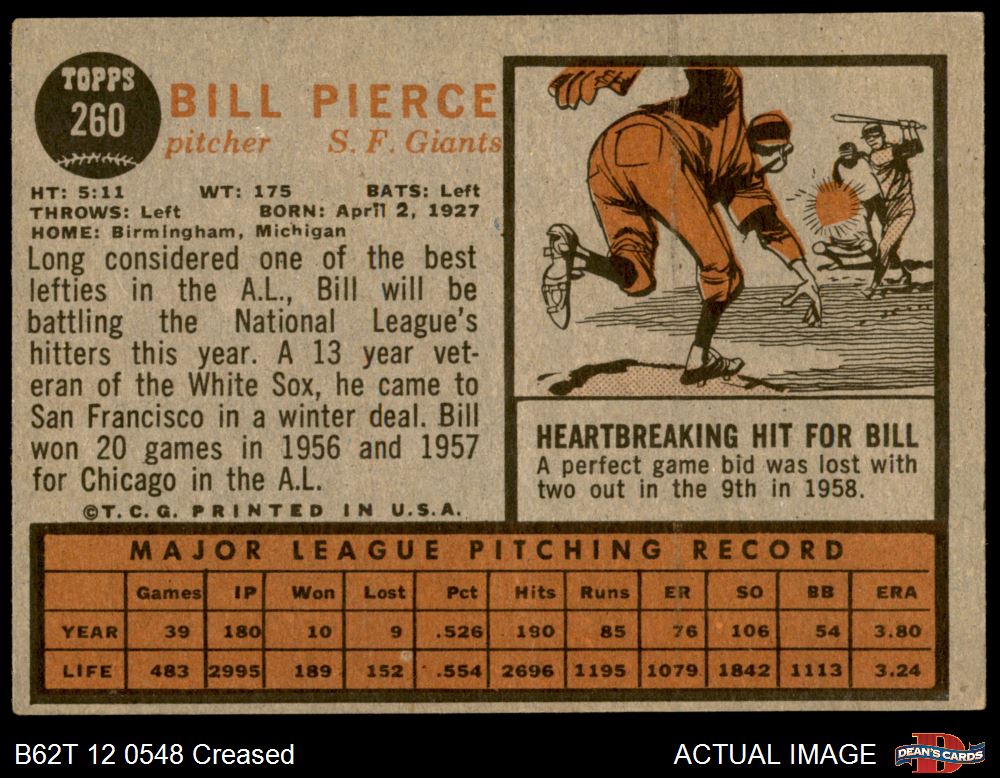 TOPPS
260
BILL PIERCE
pitcher S. F. Giants
HT: 5:11 WT: 175 BATS: Left
THROWS: Left BORN: April 2, 1927
HOME: Birmingham, Michigan
Long considered one of the best
lefties in the A.L., Bill will be
battling the National League's
hitters this year. A 13 year vet-
eran of the White Sox, he came to
San Francisco in a winter deal. Bill
won 20 games in 1956 and 1957
for Chicago in the A.L.
©T.C.G. PRINTED IN U.S.A.
HEARTBREAKING HIT FOR BILL
A perfect game bid was lost with
two out in the 9th in 1958.
MAJOR LEAGUE PITCHING RECORD
Games IP Won Lost Pct Hits Runs ER SO BB ERA
YEAR 39 180 10 9 .526 190 85 76 106 54 3.80
LIFE 483 2995 189 152 .554 2696 1195 1079 1842 1113 3.24
B62T 12 0548 Creased
ACTUAL IMAGE
DEAN'S CARDS